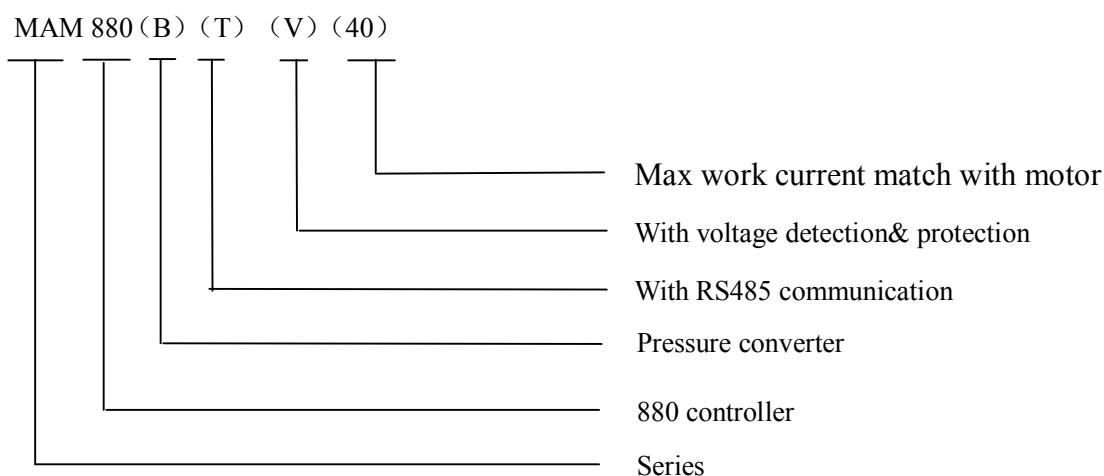 MAM 880（B）（T） （V）（40）
Max work current match with motor
With voltage detection& protection
With RS485 communication
Pressure converter
880 controller
Series